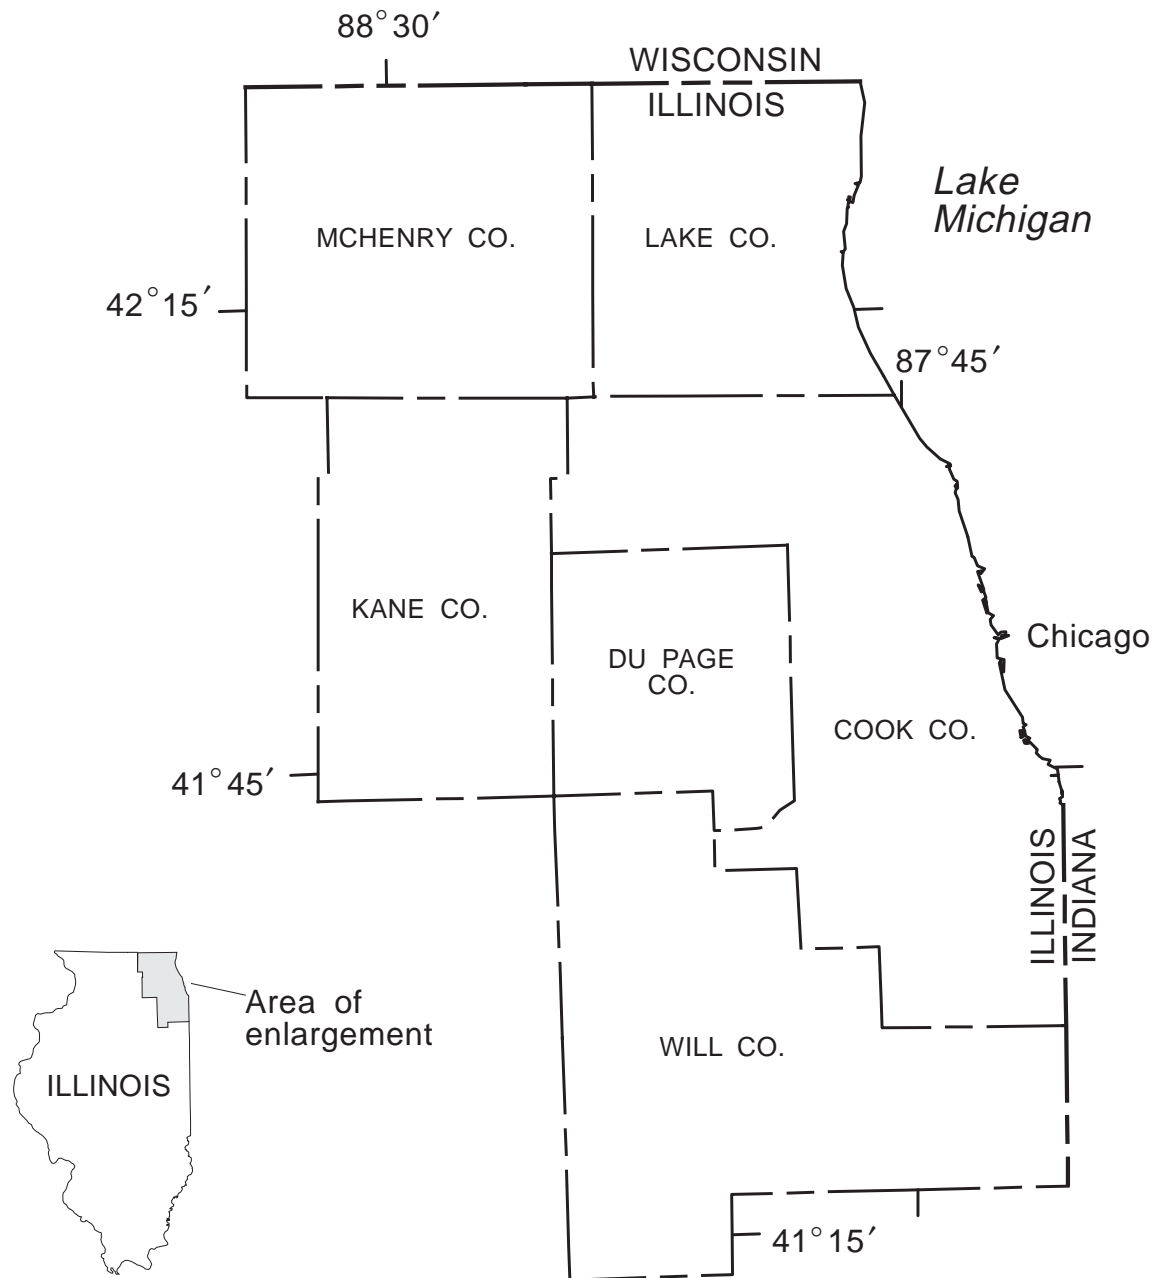 88°30′
WISCONSIN
ILLINOIS
Lake
Michigan
MCHENRY CO.
LAKE CO.
42°15′
87°45′
KANE CO.
DU PAGE
CO.
Chicago
COOK CO.
41°45′
ILLINOIS
INDIANA
Area of
enlargement
WILL CO.
ILLINOIS
41°15′